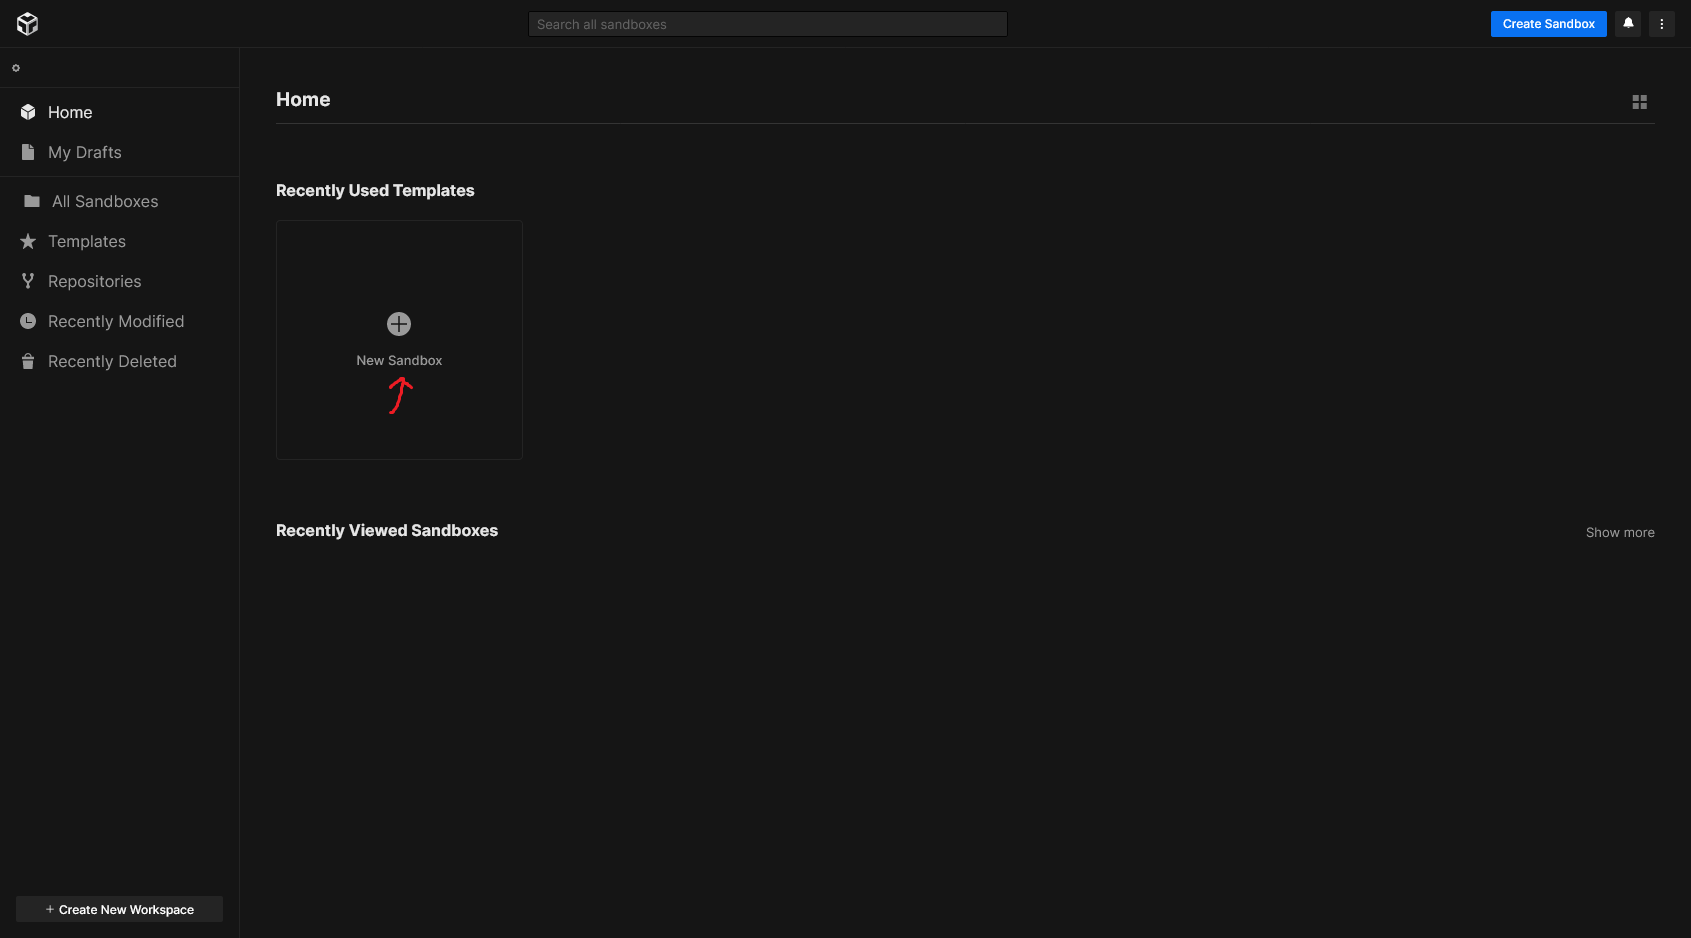 Search all sandboxes
Create Sandbox
Home
My Drafts
All Sandboxes
Templates
Repositories
Recently Modified
Recently Deleted
+ Create New Workspace
Home
Recently Used Templates
New Sandbox
Recently Viewed Sandboxes
Show more